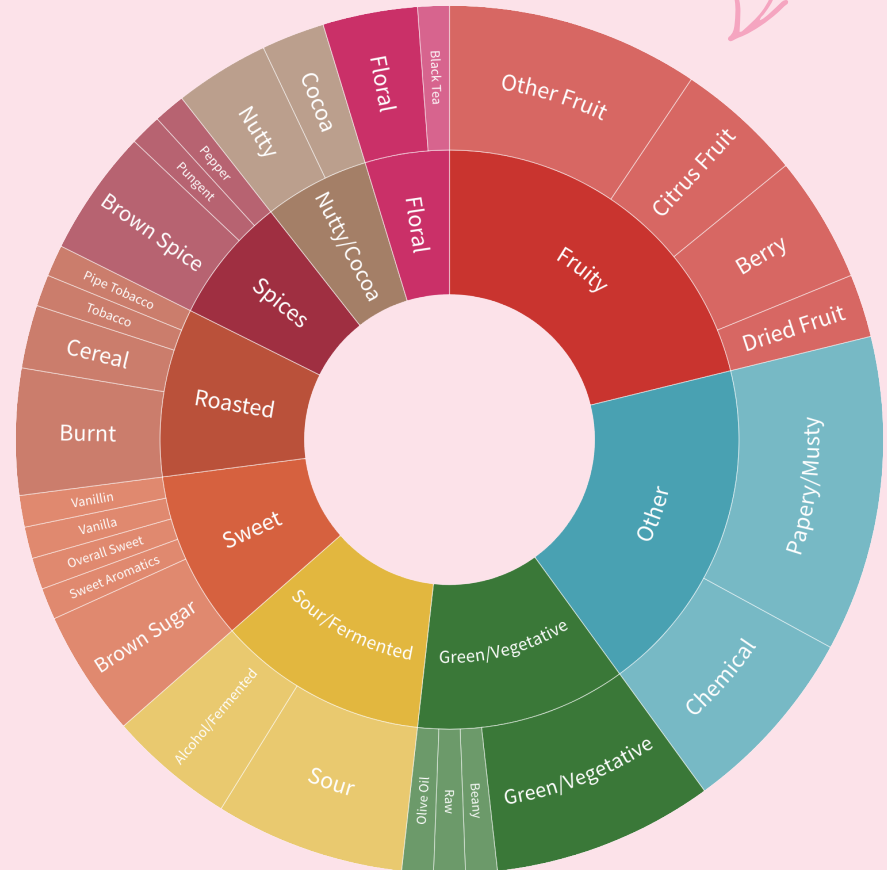 Fruity
Other Fruit
Citrus Fruit
Berry
Dried Fruit
Other
Papery/Musty
Chemical
Green/Vegetative
Green/Vegetative
Beany
Raw
Olive Oil
Sour/Fermented
Sour
Alcohol/Fermented
Sweet
Brown Sugar
Sweet Aromatics
Overall Sweet
Vanilla
Vanillin
Roasted
Burnt
Cereal
Tobacco
Pipe Tobacco
Spices
Brown Spice
Pungent
Pepper
Nutty/Cocoa
Nutty
Cocoa
Floral
Floral
Black Tea